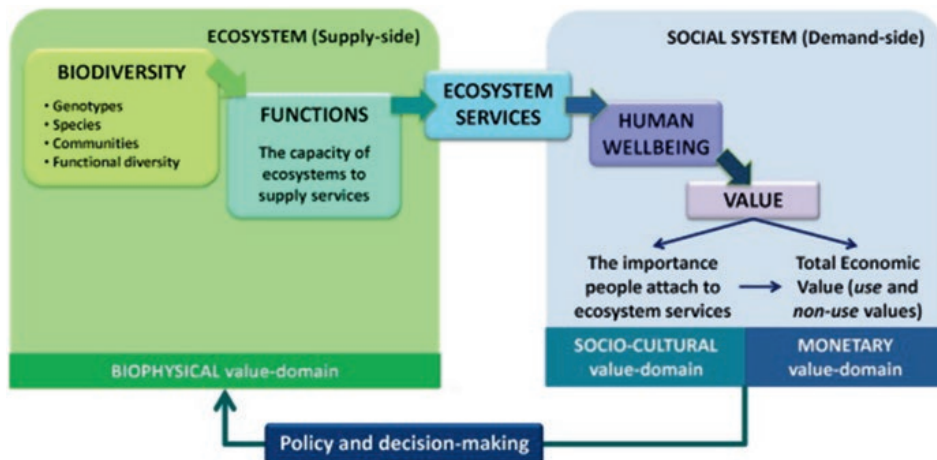 ECOSYSTEM (Supply-side)
BIODIVERSITY
• Genotypes
• Species
• Communities
• Functional diversity
FUNCTIONS
The capacity of
ecosystems to
supply services
BIOPHYSICAL value-domain
ECOSYSTEM
SERVICES
SOCIAL SYSTEM (Demand-side)
HUMAN
WELLBEING
VALUE
The importance
people attach to
ecosystem services
Total Economic
Value (use and
non-use values)
SOCIO-CULTURAL
value-domain
MONETARY
value-domain
Policy and decision-making